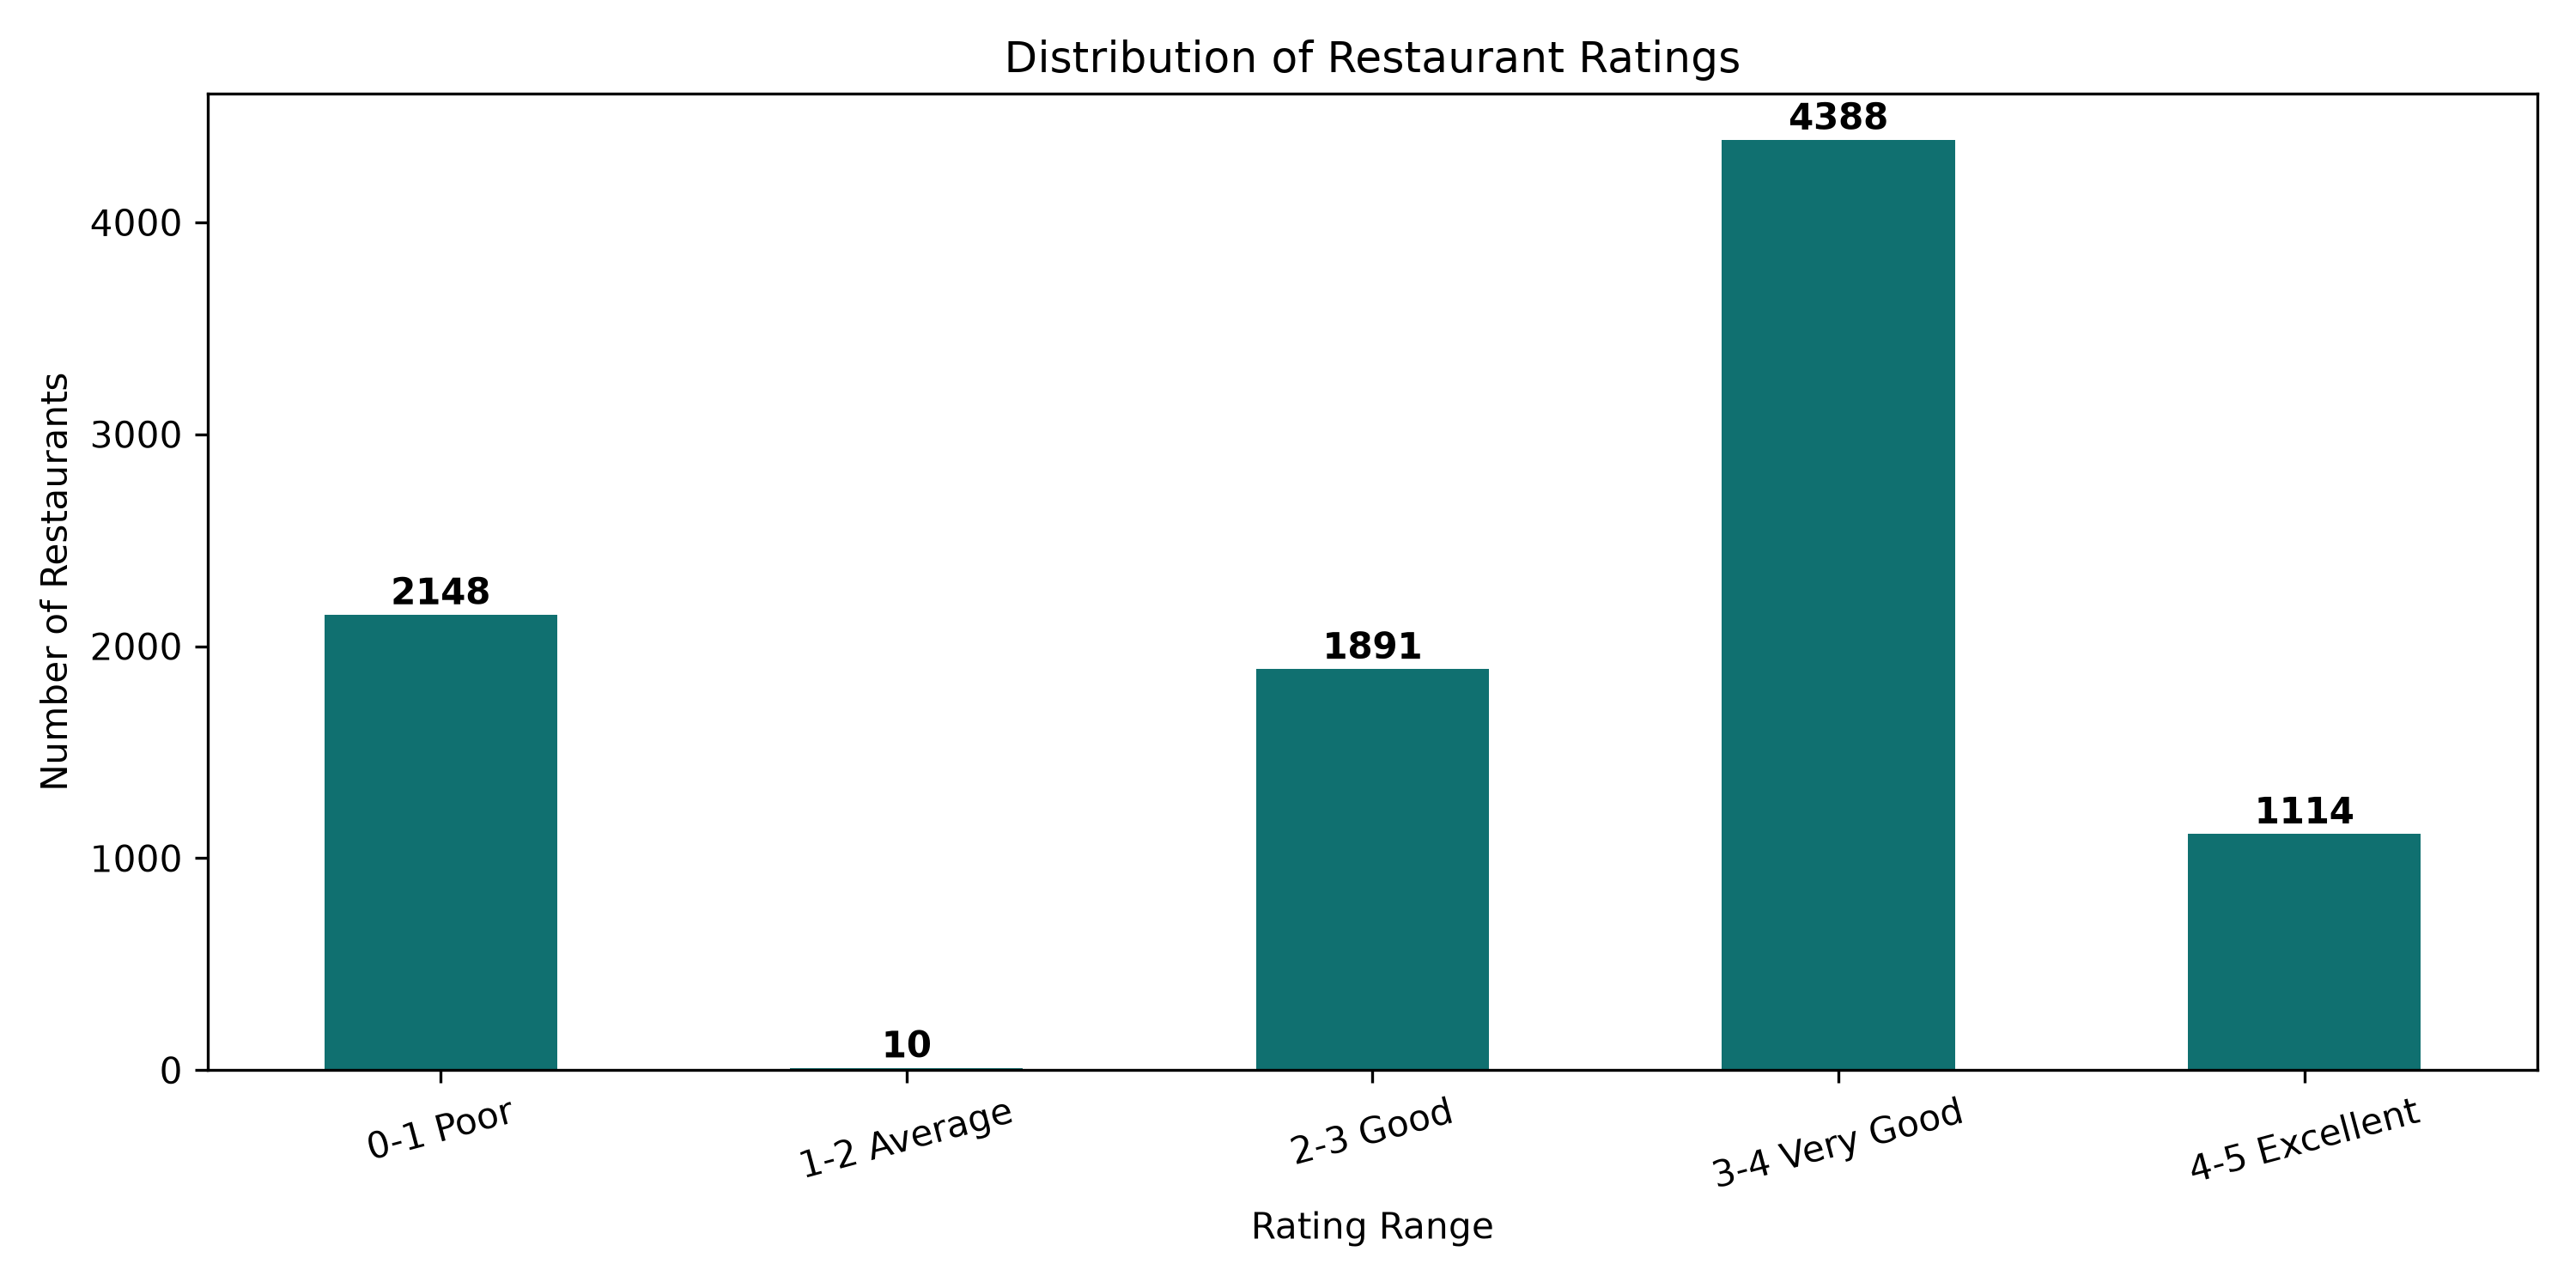 Distribution of Restaurant Ratings
Number of Restaurants
4000
3000
2000
1000
0
2148
10
1891
4388
1114
0-1 Poor
1-2 Average
2-3 Good
3-4 Very Good
4-5 Excellent
Rating Range